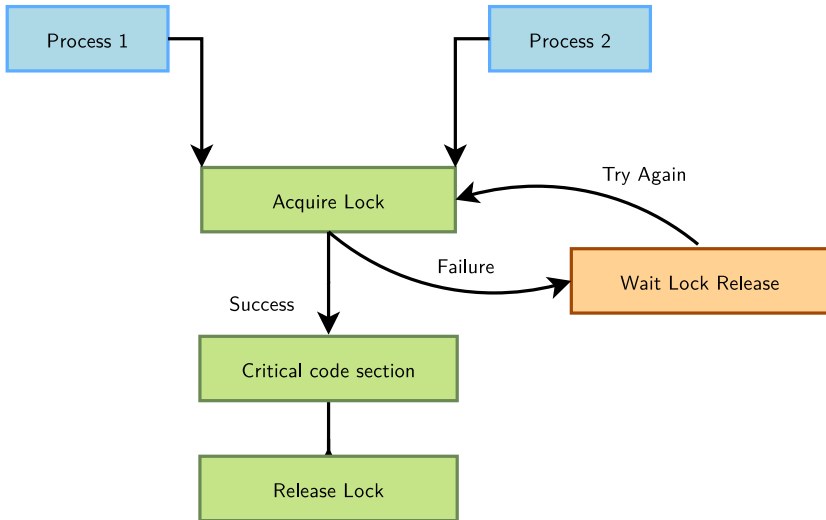 Process 1
Process 2
Try Again
Acquire Lock
Failure
Wait Lock Release
Success
Critical code section
Release Lock